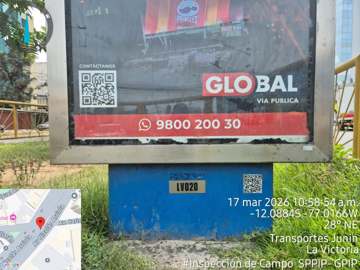 CONTÁCTANOS
GLOBAL
VIA PUBLICA
9800 200 30
LV020
17 mar 2026 10:58:54 a.m.
-12.0884S -77.0166W
28° NE
Transportes Junin
La Victoria
#Inspección de Campo SPPIP - GPIP